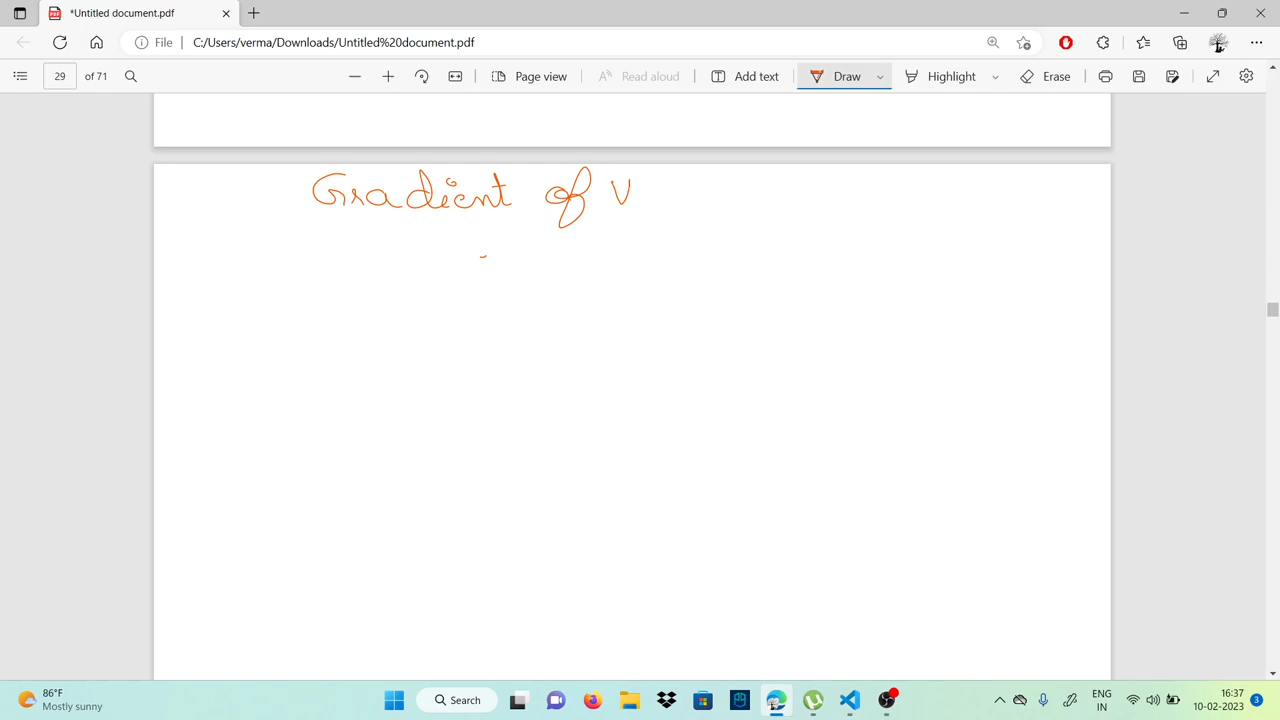 *Untitled document.pdf
File C:/Users/verma/Downloads/Untitled%20document.pdf
29 of 71 Page view Read aloud Add text Draw Highlight Erase
Gradient of V
86°F
Mostly sunny
Search
ENG
IN
16:37
10-02-2023
3